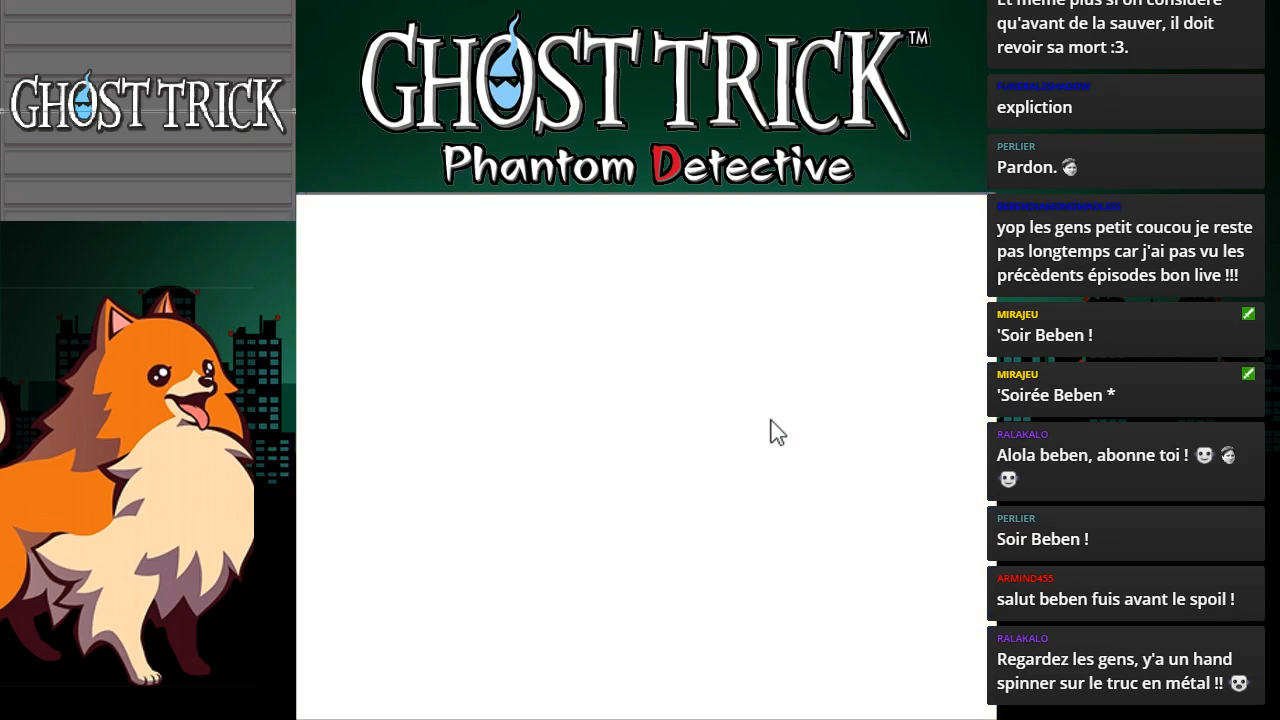 GHOST TRICK
GHOST TRICK™
Phantom Detective
Et même plus si on considère
qu'avant de la sauver, il doit
revoir sa mort :3.
expliction
PERLIER
Pardon.
yop les gens petit coucou je reste
pas longtemps car j'ai pas vu les
précèdents épisodes bon live !!!
MIRAJEU
'Soir Beben !
MIRAJEU
'Soirée Beben *
RALAKALO
Alola beben, abonne toi !
PERLIER
Soir Beben !
ARMIND455
salut beben fuis avant le spoil !
RALAKALO
Regardez les gens, y'a un hand
spinner sur le truc en métal !!